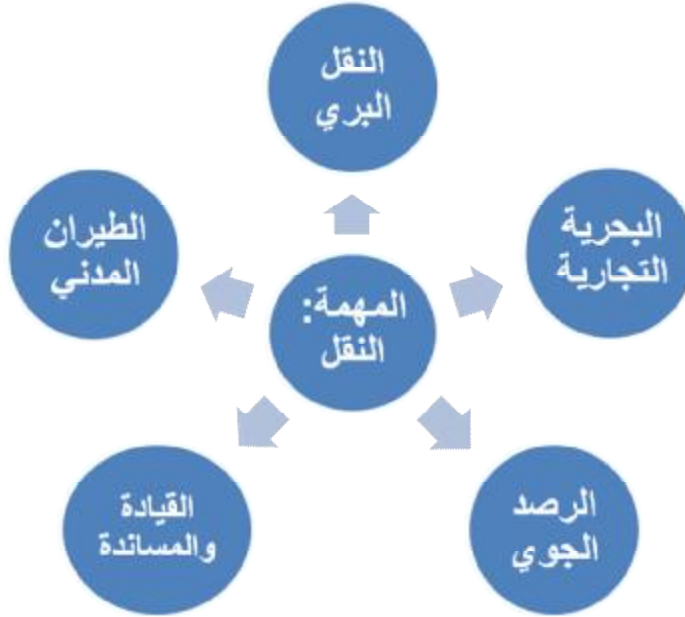 النقل
البري
البحرية
التجارية
الطيران
المدني
المهمة:
النقل
الرصد
الجوي
القيادة
والمساندة